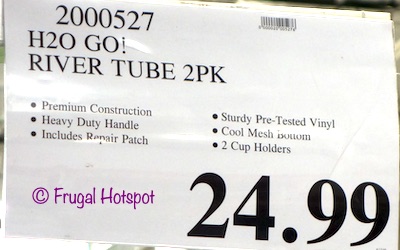 2000527
H2O GO!
RIVER TUBE 2PK
• Premium Construction
• Heavy Duty Handle
• Includes Repair Patch
• Sturdy Pre-Tested Vinyl
• Cool Mesh Bottom
• 2 Cup Holders
24.99
© Frugal Hotspot